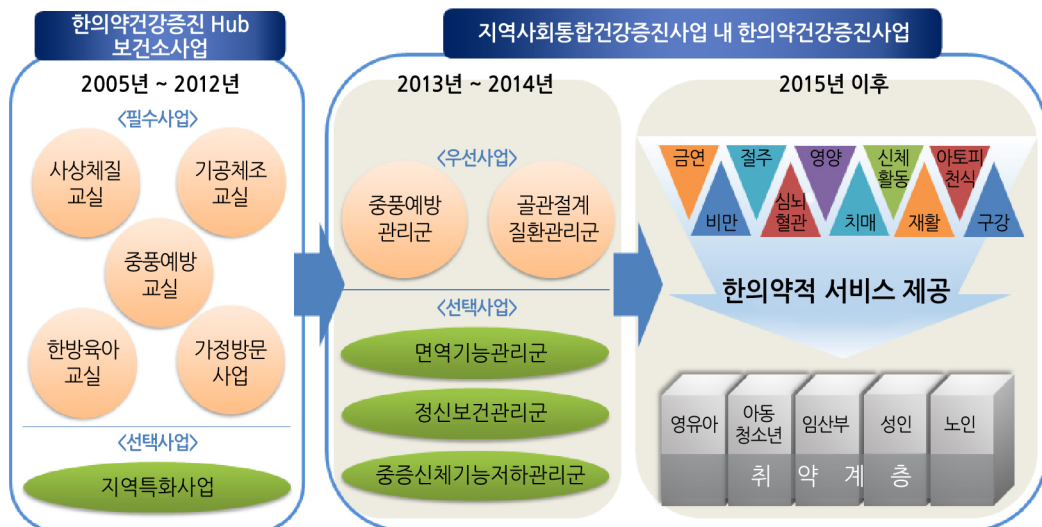 한의약건강증진 Hub
보건소사업
2005년 ~ 2012년
<필수사업>
사상체질
교실
기공체조
교실
중풍예방
교실
한방육아
교실
가정방문
사업
<선택사업>
지역특화사업
지역사회통합건강증진사업 내 한의약건강증진사업
2013년 ~ 2014년
<우선사업>
중풍예방
관리군
골관절계
질환관리군
<선택사업>
면역기능관리군
정신보건관리군
중증신체기능저하관리군
2015년 이후
금연
절주
영양
신체
활동
아토피
천식
비만
심뇌
혈관
치매
재활
구강
한의약적 서비스 제공
영유아
아동
청소년
임산부
성인
노인
취 약 계 층